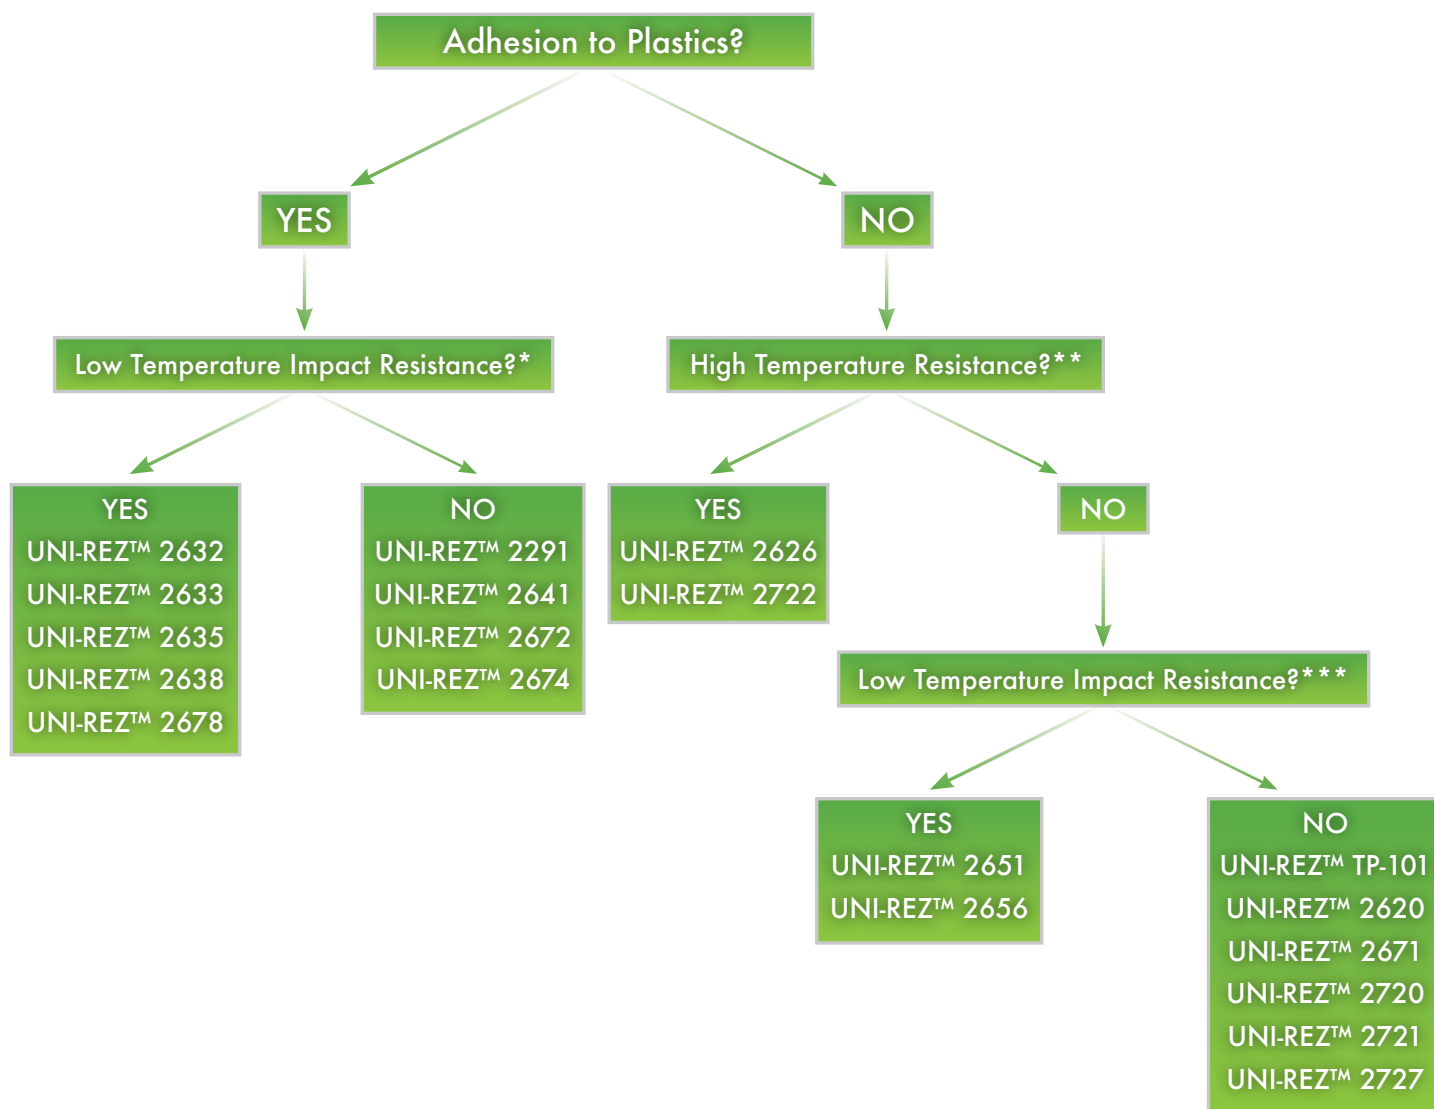 Adhesion to Plastics?
YES
NO
Low Temperature Impact Resistance?*
High Temperature Resistance?**
YES
UNI-REZ™ 2632
UNI-REZ™ 2633
UNI-REZ™ 2635
UNI-REZ™ 2638
UNI-REZ™ 2678
NO
UNI-REZ™ 2291
UNI-REZ™ 2641
UNI-REZ™ 2672
UNI-REZ™ 2674
YES
UNI-REZ™ 2626
UNI-REZ™ 2722
NO
Low Temperature Impact Resistance?***
YES
UNI-REZ™ 2651
UNI-REZ™ 2656
NO
UNI-REZ™ TP-101
UNI-REZ™ 2620
UNI-REZ™ 2671
UNI-REZ™ 2720
UNI-REZ™ 2721
UNI-REZ™ 2727